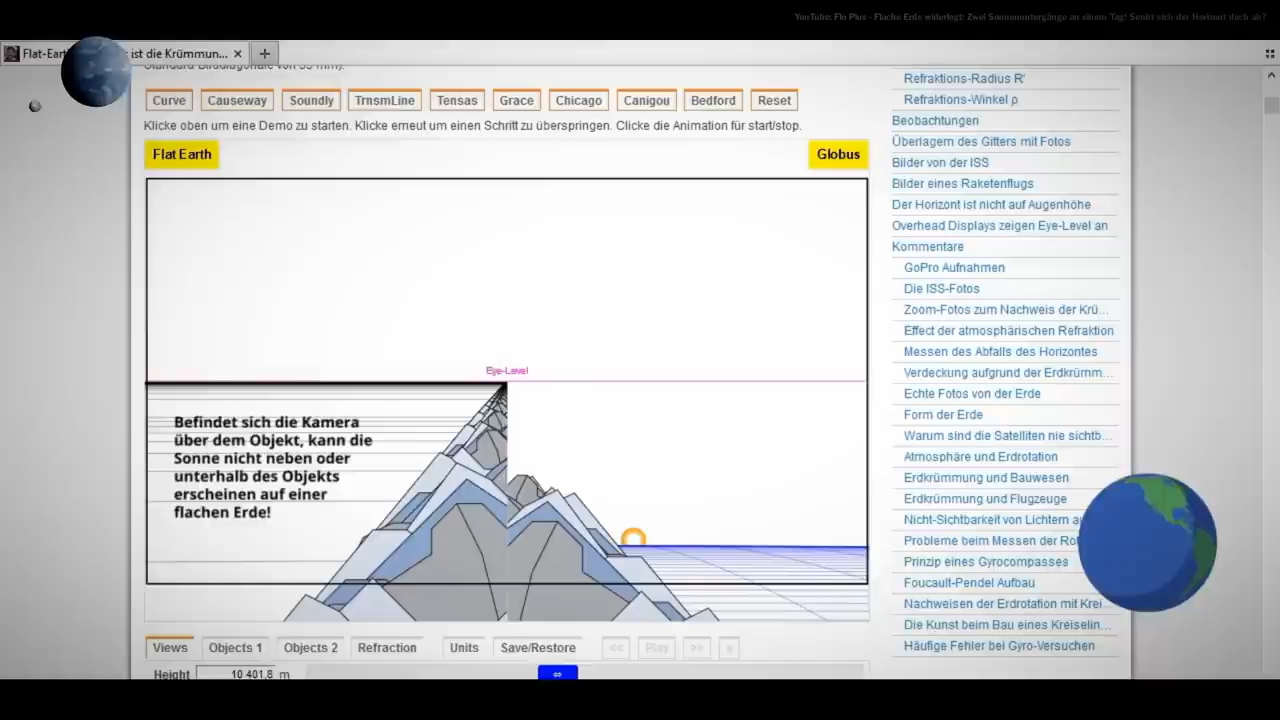 YouTube: Flo Plus - Flache Erde widerlegt: Zwei Sonnenuntergänge an einem Tag! Senkt sich der Horizont doch ab?
ist die Krümmun...
Curve Causeway Soundly TrnsmLine Tensas Grace Chicago Canigou Bedford Reset
Klicke oben um eine Demo zu starten. Klicke erneut um einen Schritt zu überspringen. Clicke die Animation für start/stop.
Flat Earth
Globus
Eye-Level
Befindet sich die Kamera
über dem Objekt, kann die
Sonne nicht neben oder
unterhalb des Objekts
erscheinen auf einer
flachen Erde!
Views Objects 1 Objects 2 Refraction Units Save/Restore << Play >>
Height 10 401,8 m
Refraktions-Radius R'
Refraktions-Winkel ρ
Beobachtungen
Überlagern des Gitters mit Fotos
Bilder von der ISS
Bilder eines Raketenflugs
Der Horizont ist nicht auf Augenhöhe
Overhead Displays zeigen Eye-Level an
Kommentare
GoPro Aufnahmen
Die ISS-Fotos
Zoom-Fotos zum Nachweis der Krü...
Effect der atmosphärischen Refraktion
Messen des Abfalls des Horizontes
Verdeckung aufgrund der Erdkrümm...
Echte Fotos von der Erde
Form der Erde
Warum sind die Satelliten nie sichtb...
Atmosphäre und Erdrotation
Erdkrümmung und Bauwesen
Erdkrümmung und Flugzeuge
Nicht-Sichtbarkeit von Lichtern
Probleme beim Messen der
Prinzip eines Gyrocompasses
Foucault-Pendel Aufbau
Nachweisen der Erdrotation mit
Die Kunst beim Bau eines Kreiselin...
Häufige Fehler bei Gyro-Versuchen